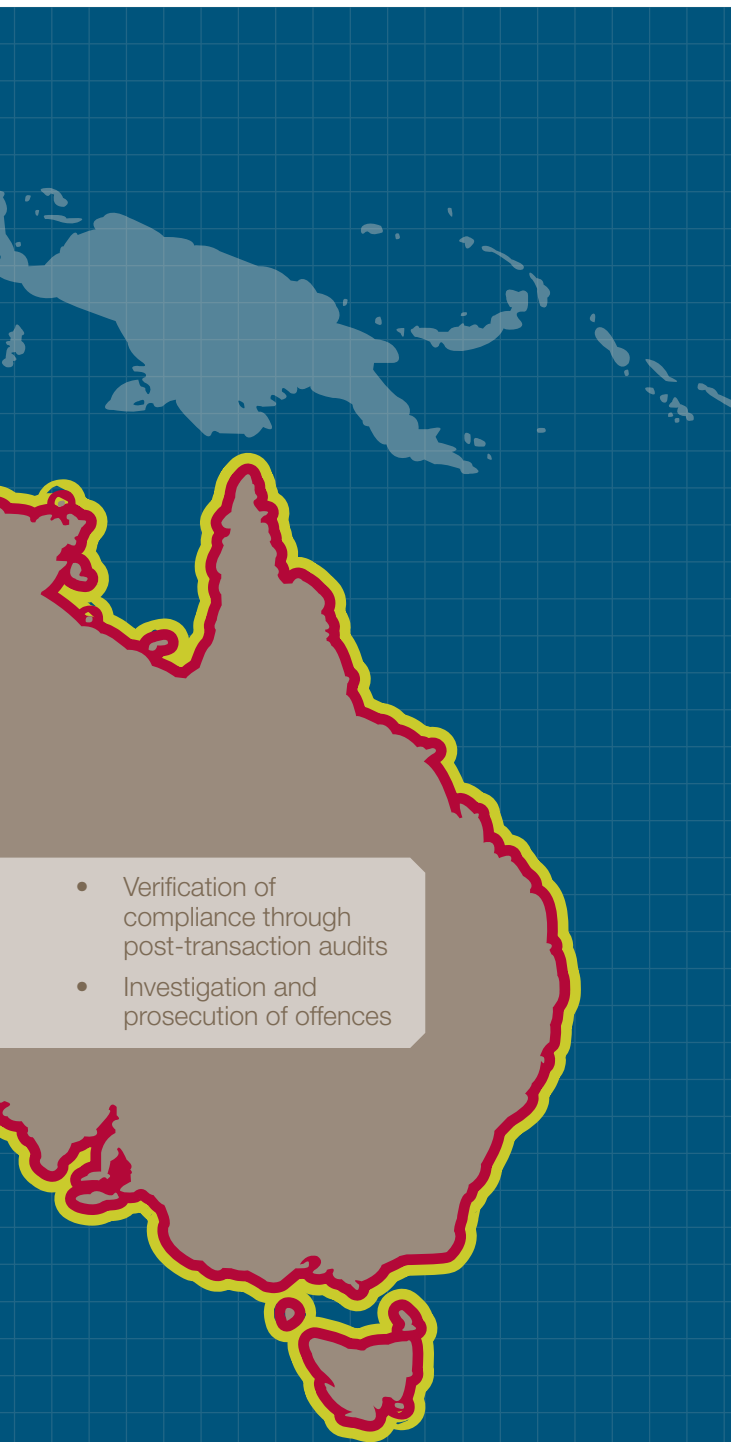 • Verification of
compliance through
post-transaction audits
• Investigation and
prosecution of offences